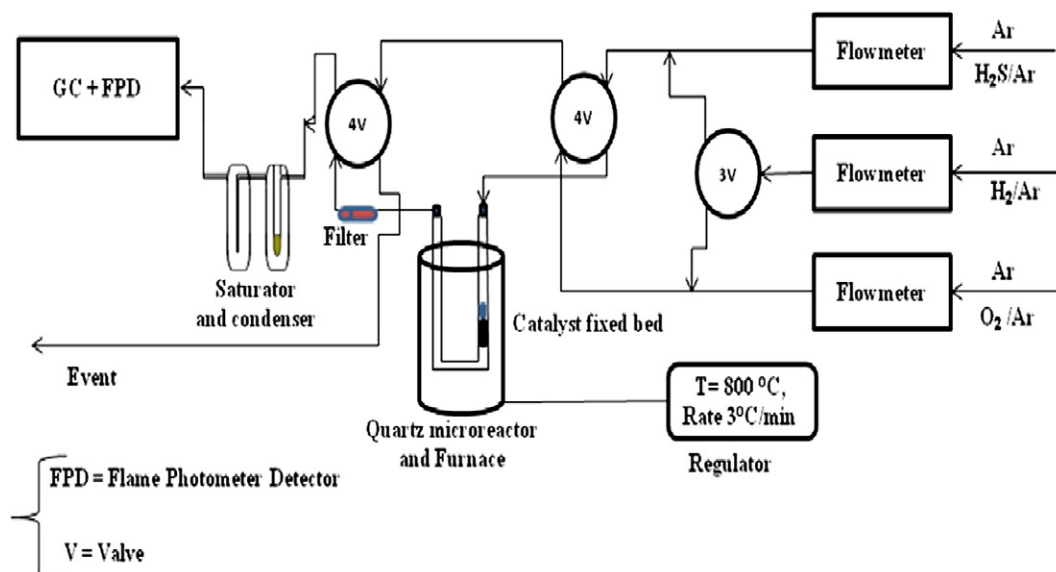 GC + FPD
4V
4V
3V
Flowmeter
Ar
H₂S/Ar
Flowmeter
Ar
H₂/Ar
Flowmeter
Ar
O₂ /Ar
Filter
Saturator
and condenser
Event
Catalyst fixed bed
Quartz microreactor
and Furnace
T= 800 ⁰C,
Rate 3⁰C/min
Regulator
FPD = Flame Photometer Detector
V = Valve